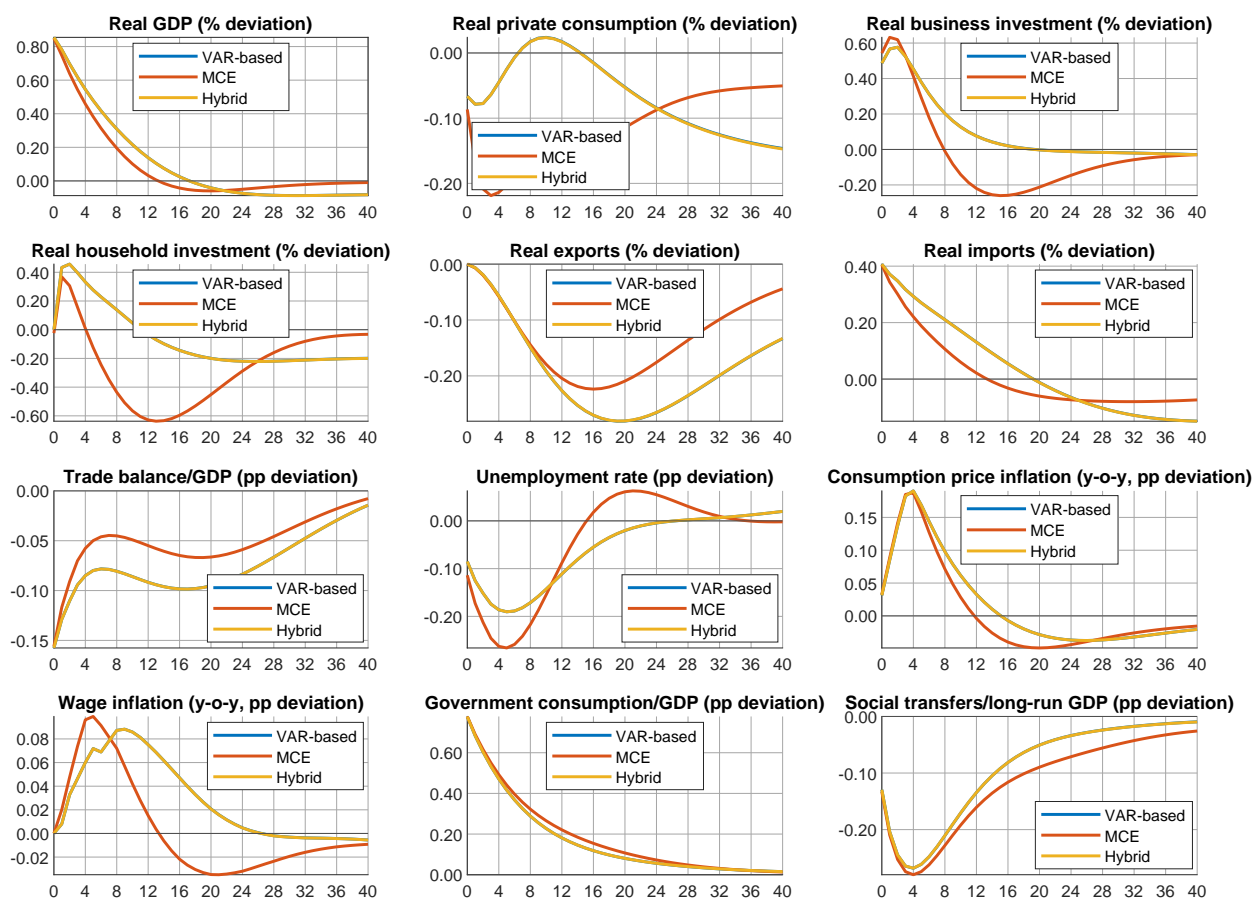 Real GDP (% deviation)
0.80
0.60
0.40
0.20
0.00
VAR-based
MCE
Hybrid
0 4 8 12 16 20 24 28 32 36 40
Real private consumption (% deviation)
0.00
-0.10
-0.20
VAR-based
MCE
Hybrid
0 4 8 12 16 20 24 28 32 36 40
Real business investment (% deviation)
0.60
0.40
0.20
0.00
-0.20
VAR-based
MCE
Hybrid
0 4 8 12 16 20 24 28 32 36 40
Real household investment (% deviation)
0.40
0.20
0.00
-0.20
-0.40
-0.60
VAR-based
MCE
Hybrid
0 4 8 12 16 20 24 28 32 36 40
Real exports (% deviation)
0.00
-0.10
-0.20
VAR-based
MCE
Hybrid
0 4 8 12 16 20 24 28 32 36 40
Real imports (% deviation)
0.40
0.20
0.00
VAR-based
MCE
Hybrid
0 4 8 12 16 20 24 28 32 36 40
Trade balance/GDP (pp deviation)
0.00
-0.05
-0.10
-0.15
VAR-based
MCE
Hybrid
0 4 8 12 16 20 24 28 32 36 40
Unemployment rate (pp deviation)
0.00
-0.10
-0.20
VAR-based
MCE
Hybrid
0 4 8 12 16 20 24 28 32 36 40
Consumption price inflation (y-o-y, pp deviation)
0.15
0.10
0.05
0.00
VAR-based
MCE
Hybrid
0 4 8 12 16 20 24 28 32 36 40
Wage inflation (y-o-y, pp deviation)
0.08
0.06
0.04
0.02
0.00
-0.02
VAR-based
MCE
Hybrid
0 4 8 12 16 20 24 28 32 36 40
Government consumption/GDP (pp deviation)
0.60
0.40
0.20
0.00
VAR-based
MCE
Hybrid
0 4 8 12 16 20 24 28 32 36 40
Social transfers/long-run GDP (pp deviation)
0.00
-0.10
-0.20
VAR-based
MCE
Hybrid
0 4 8 12 16 20 24 28 32 36 40